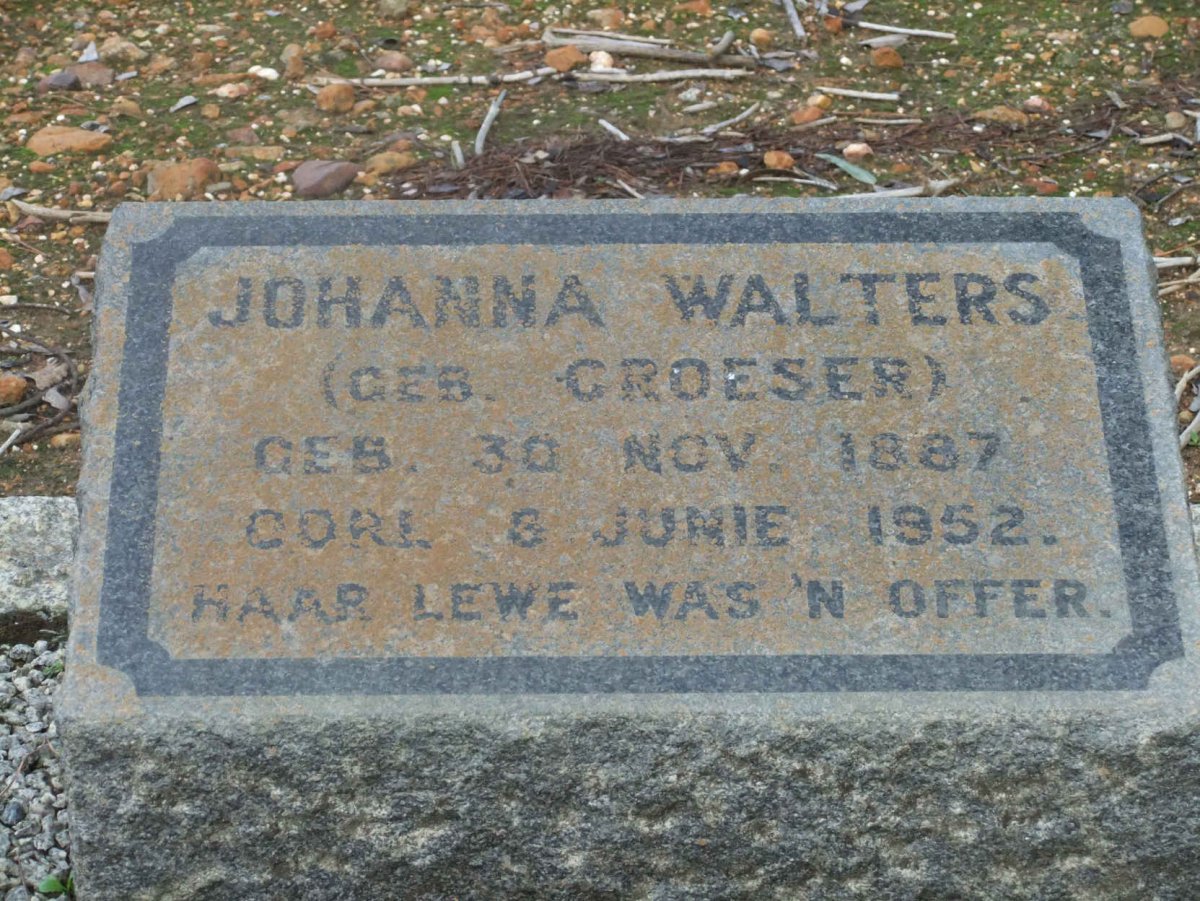 JOHANNA WALTERS
(GEB. GROESER)
GEB. 30 NOV. 1887
OORL. 8 JUNIE 1952.
HAAR LEWE WAS 'N OFFER.